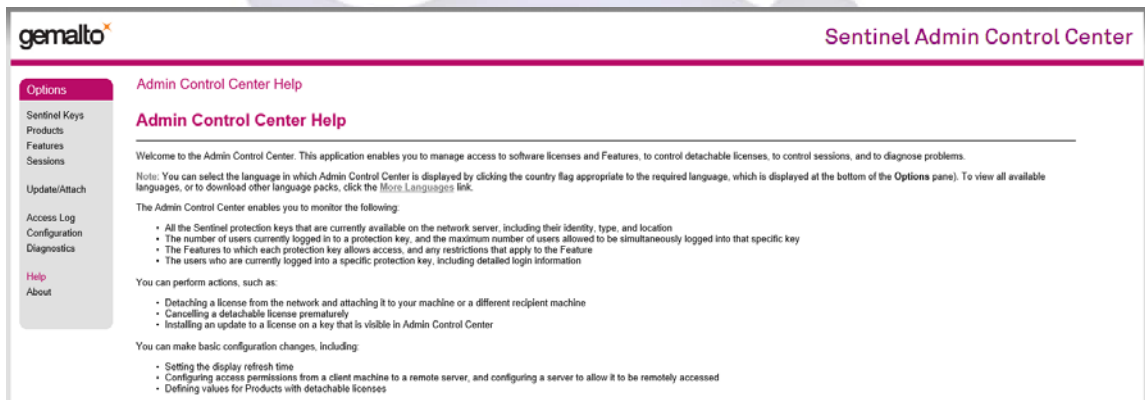 gemalto
Sentinel Admin Control Center
Options
Sentinel Keys
Products
Features
Sessions
Update/Attach
Access Log
Configuration
Diagnostics
Help
About
Admin Control Center Help
Admin Control Center Help
Welcome to the Admin Control Center. This application enables you to manage access to software licenses and Features, to control detachable licenses, to control sessions, and to diagnose problems.
Note: You can select the language in which Admin Control Center is displayed by clicking the country flag appropriate to the required language, which is displayed at the bottom of the Options pane). To view all available
languages, or to download other language packs, click the More Languages link.
The Admin Control Center enables you to monitor the following:
• All the Sentinel protection keys that are currently available on the network server, including their identity, type, and location
• The number of users currently logged in to a protection key, and the maximum number of users allowed to be simultaneously logged into that specific key
• The Features to which each protection key allows access, and any restrictions that apply to the Feature
• The users who are currently logged into a specific protection key, including detailed login information
You can perform actions, such as:
• Detaching a license from the network and attaching it to your machine or a different recipient machine
• Cancelling a detachable license prematurely
• Installing an update to a license on a key that is visible in Admin Control Center
You can make basic configuration changes, including:
• Setting the display refresh time
• Configuring access permissions from a client machine to a remote server, and configuring a server to allow it to be remotely accessed
• Defining values for Products with detachable licenses